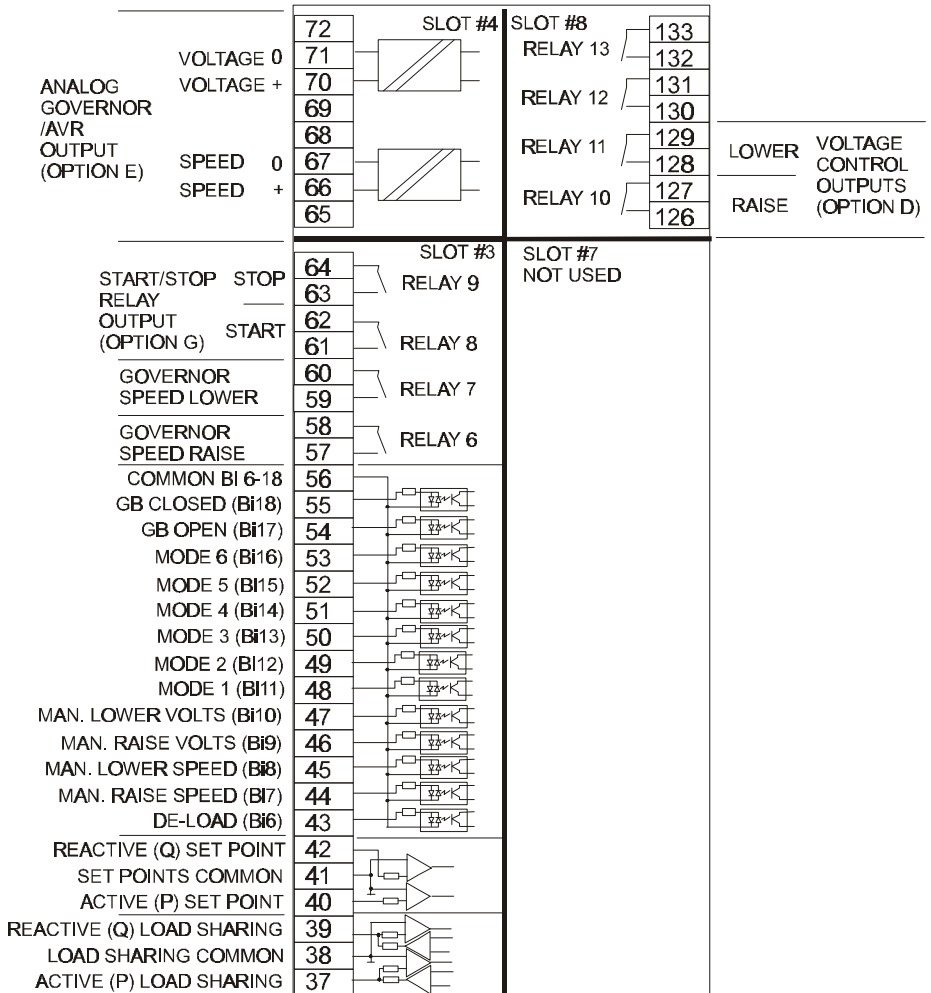 72 SLOT #4 SLOT #8 133
VOLTAGE 0 71 RELAY 13 132
ANALOG VOLTAGE + 70 131
GOVERNOR 69 RELAY 12 130
/AVR 68 129
OUTPUT SPEED 0 67 RELAY 11 128 LOWER VOLTAGE
(OPTION E) SPEED + 66 127 CONTROL
65 RELAY 10 126 RAISE OUTPUTS
(OPTION D)
SLOT #3 SLOT #7
START/STOP STOP 64 RELAY 9 NOT USED
RELAY 63
OUTPUT START 62
(OPTION G) 61 RELAY 8
GOVERNOR 60 RELAY 7
SPEED LOWER 59
GOVERNOR 58 RELAY 6
SPEED RAISE 57
COMMON BI 6-18 56
GB CLOSED (Bi18) 55
GB OPEN (Bi17) 54
MODE 6 (Bi16) 53
MODE 5 (Bi15) 52
MODE 4 (Bi14) 51
MODE 3 (Bi13) 50
MODE 2 (BI12) 49
MODE 1 (BI11) 48
MAN. LOWER VOLTS (Bi10) 47
MAN. RAISE VOLTS (Bi9) 46
MAN. LOWER SPEED (Bi8) 45
MAN. RAISE SPEED (BI7) 44
DE-LOAD (Bi6) 43
REACTIVE (Q) SET POINT 42
SET POINTS COMMON 41
ACTIVE (P) SET POINT 40
REACTIVE (Q) LOAD SHARING 39
LOAD SHARING COMMON 38
ACTIVE (P) LOAD SHARING 37